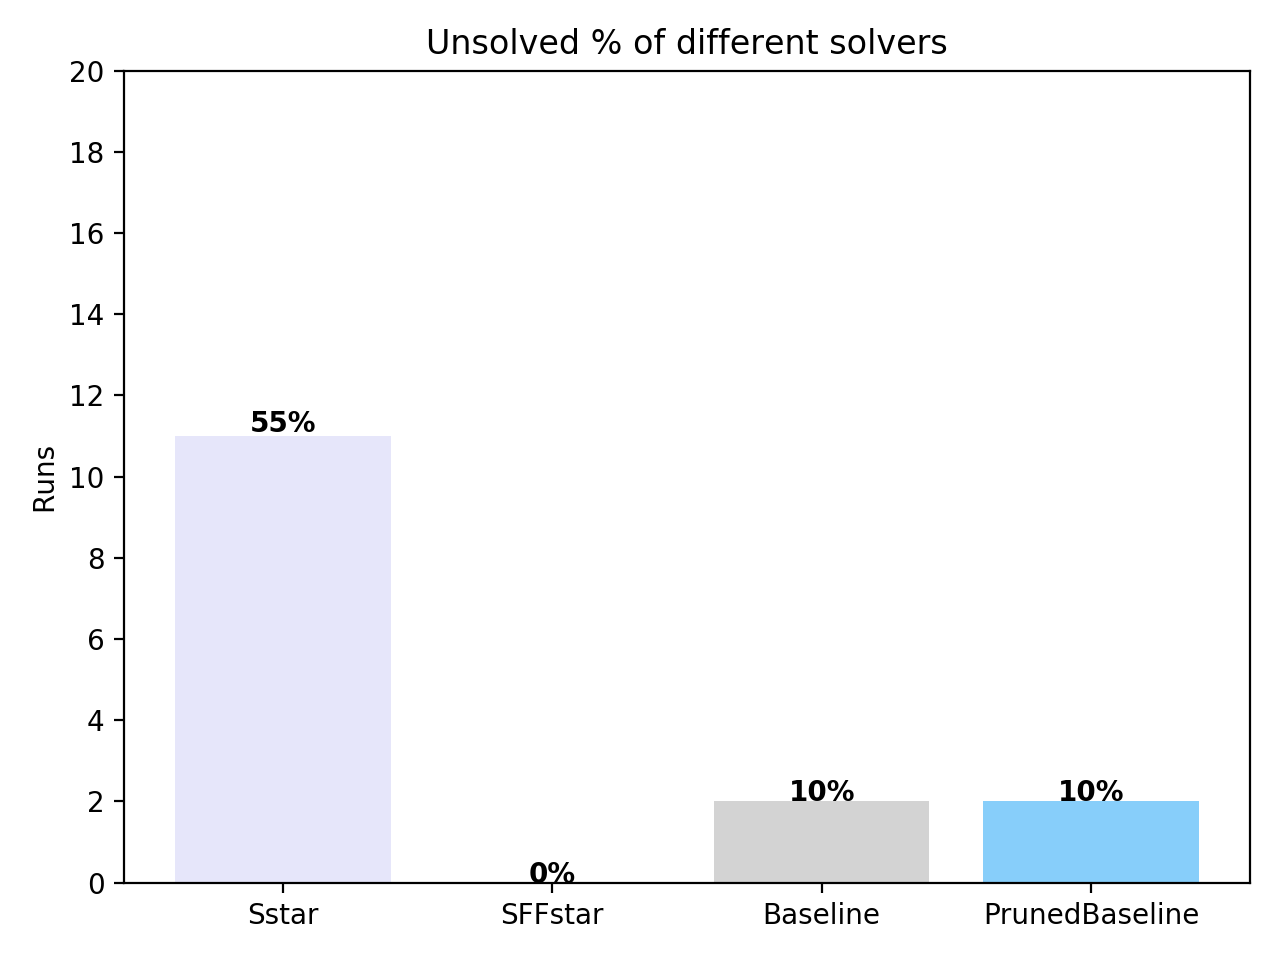 Unsolved % of different solvers
20
18
16
14
12
10
8
6
4
2
0
Runs
55%
0%
10%
10%
Sstar
SFFstar
Baseline
PrunedBaseline